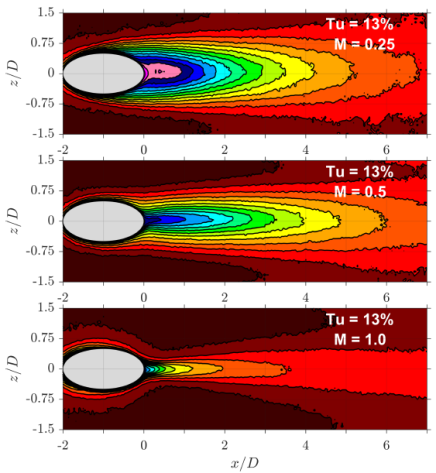 1.5
Tu = 13%
0.75
M = 0.25
z/D
0
-0.75
-1.5
-2 0 2 4 6
1.5
Tu = 13%
0.75
M = 0.5
z/D
0
-0.75
-1.5
-2 0 2 4 6
1.5
Tu = 13%
0.75
M = 1.0
z/D
0
-0.75
-1.5
-2 0 2 4 6
x/D